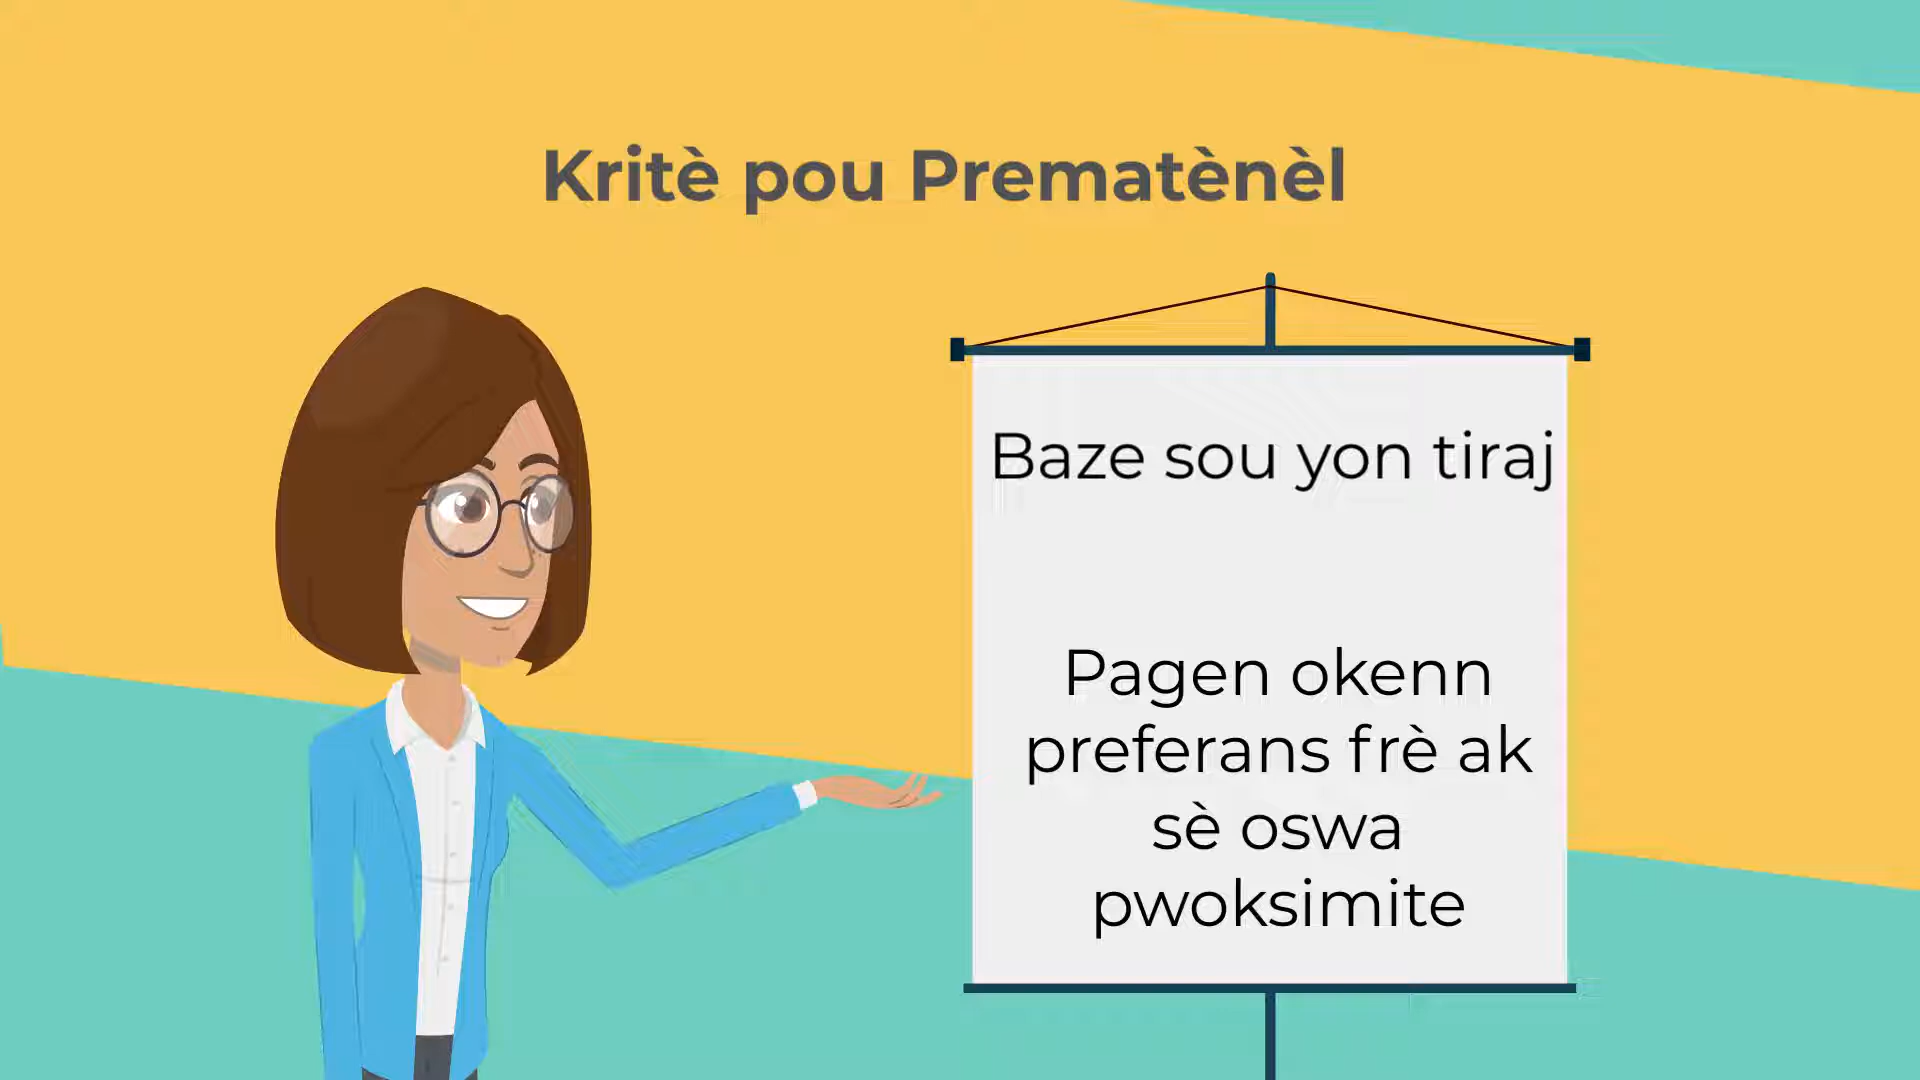 Kritè pou Prematènèl
Baze sou yon tiraj
Pagen okenn
preferans frè ak
sè oswa
pwoksimite